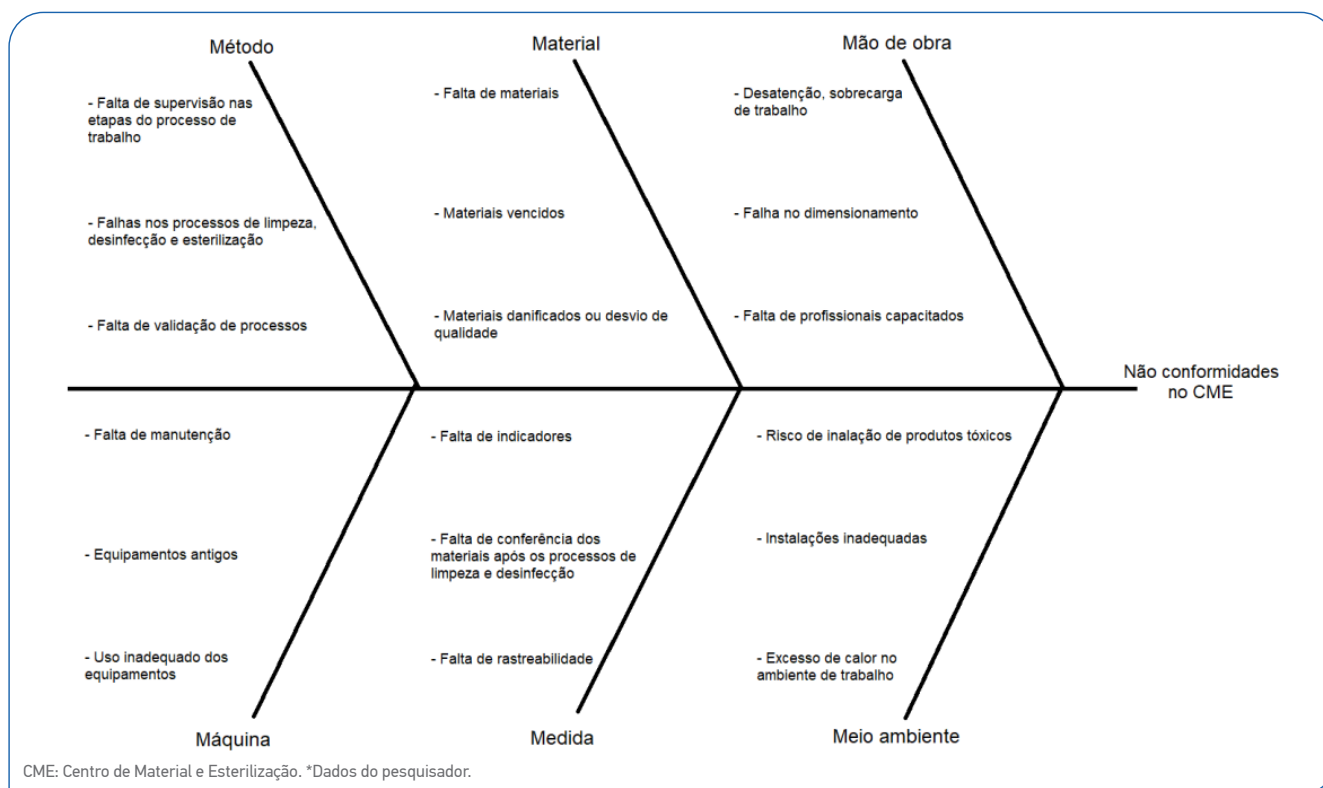 Método
- Falta de supervisão nas
etapas do processo de
trabalho
- Falhas nos processos de limpeza,
desinfecção e esterilização
- Falta de validação de processos
Material
- Falta de materiais
- Materiais vencidos
- Materiais danificados ou desvio de
qualidade
Mão de obra
- Desatenção, sobrecarga
de trabalho
- Falha no dimensionamento
- Falta de profissionais capacitados
Não conformidades
no CME
- Falta de manutenção
- Equipamentos antigos
- Uso inadequado dos
equipamentos
Máquina
- Falta de indicadores
- Falta de conferência dos
materiais após os processos de
limpeza e desinfecção
- Falta de rastreabilidade
Medida
- Risco de inalação de produtos tóxicos
- Instalações inadequadas
- Excesso de calor no
ambiente de trabalho
Meio ambiente
CME: Centro de Material e Esterilização. *Dados do pesquisador.